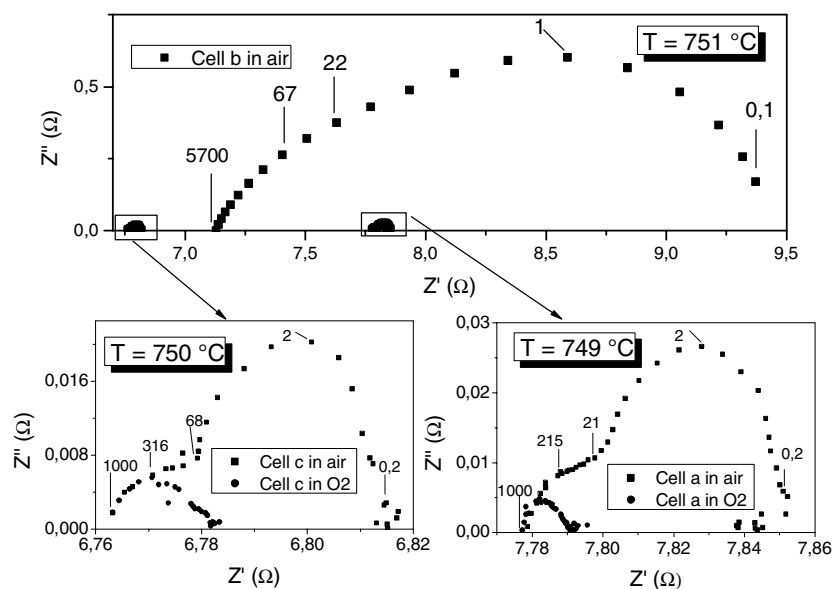 Cell b in air
T = 751 °C
1
22
67
5700
0,1
0,5
0,0
Z'' (Ω)
7,0 7,5 8,0 8,5 9,0 9,5
Z' (Ω)
T = 750 °C
2
68
316
1000
0,2
Cell c in air
Cell c in O2
0,016
0,008
0,000
Z'' (Ω)
6,76 6,78 6,80 6,82
Z' (Ω)
T = 749 °C
2
21
215
1000
0,2
Cell a in air
Cell a in O2
0,03
0,02
0,01
0,00
Z'' (Ω)
7,78 7,80 7,82 7,84 7,86
Z' (Ω)